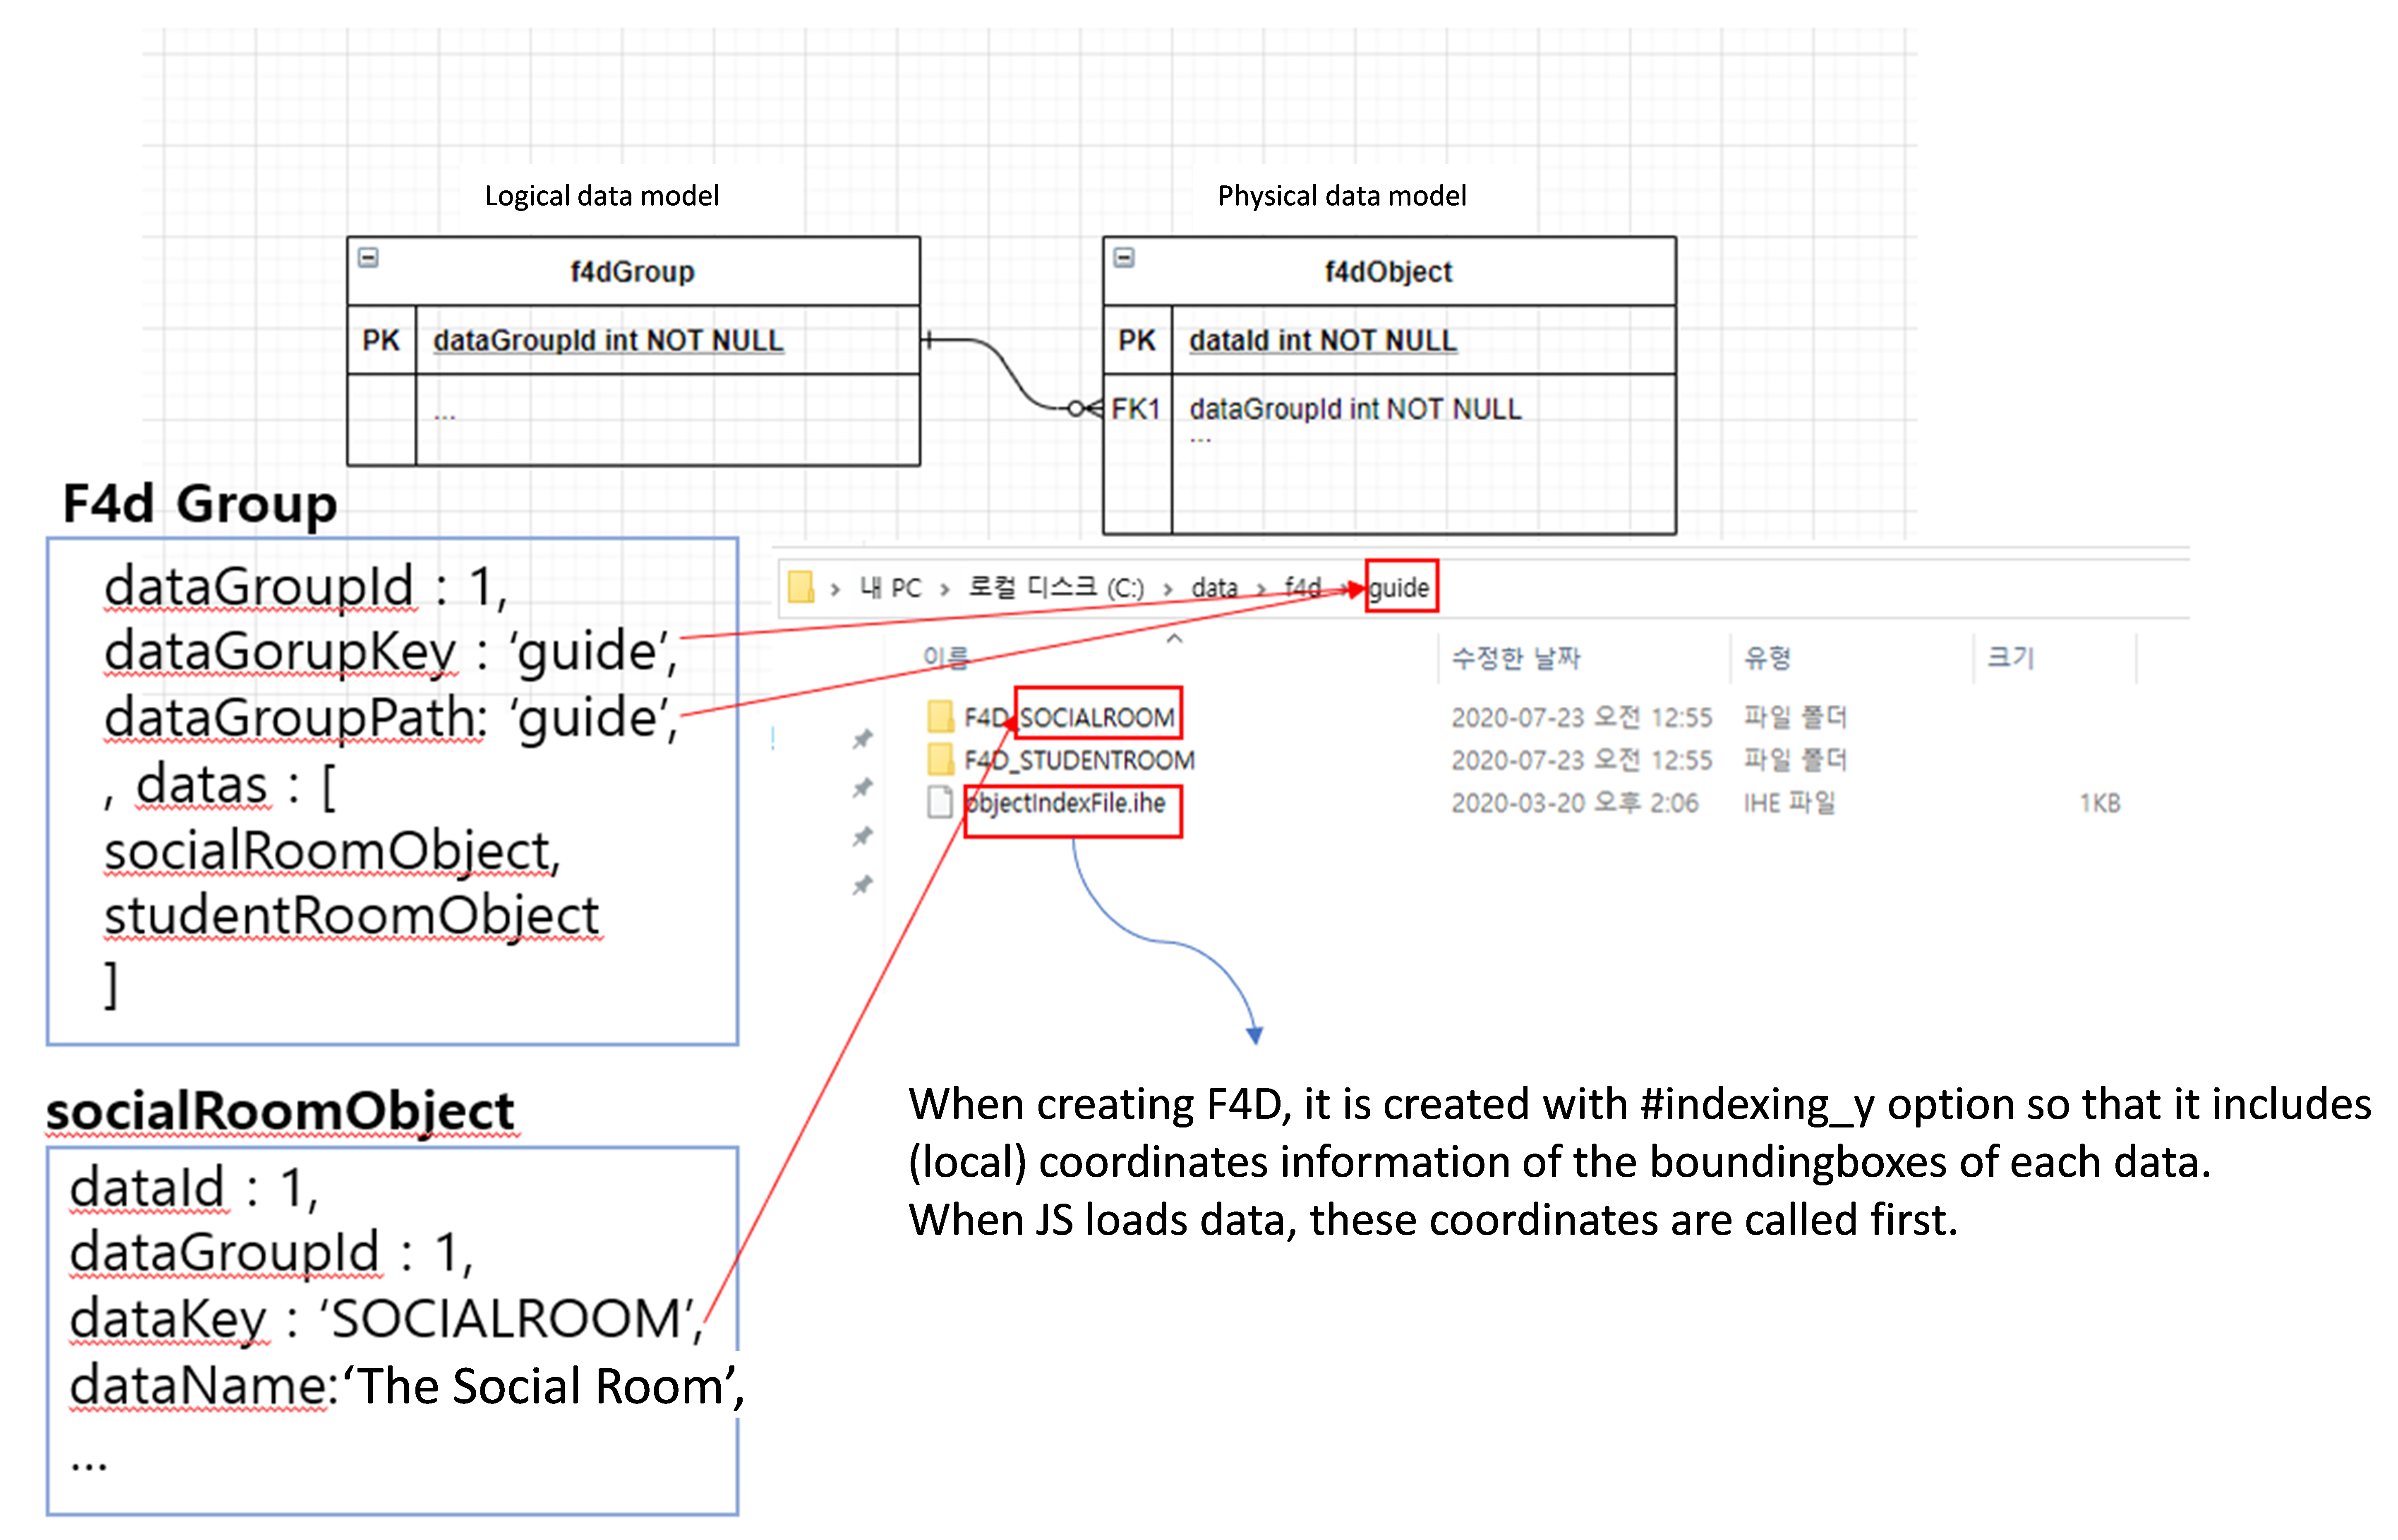 Logical data model
Physical data model
f4dGroup
PK dataGroupId int NOT NULL
...
f4dObject
PK dataId int NOT NULL
FK1 dataGroupId int NOT NULL
...
F4d Group
dataGroupId : 1,
dataGorupKey : ‘guide’,
dataGroupPath: ‘guide’,
, datas : [
socialRoomObject,
studentRoomObject
]
내 PC > 로컬 디스크 (C:) > data > f4d > guide
이름 수정한 날짜 유형 크기
F4D_SOCIALROOM 2020-07-23 오전 12:55 파일 폴더
F4D_STUDENTROOM 2020-07-23 오전 12:55 파일 폴더
objectIndexFile.ihe 2020-03-20 오후 2:06 IHE 파일 1KB
When creating F4D, it is created with #indexing_y option so that it includes
(local) coordinates information of the boundingboxes of each data.
When JS loads data, these coordinates are called first.
socialRoomObject
dataId : 1,
dataGroupId : 1,
dataKey : ‘SOCIALROOM’,
dataName:‘The Social Room’,
...